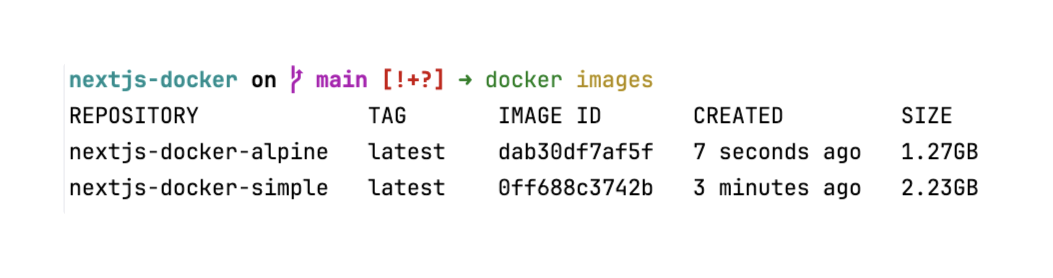 nextjs-docker on main [!+?] → docker images
REPOSITORY TAG IMAGE ID CREATED SIZE
nextjs-docker-alpine latest dab30df7af5f 7 seconds ago 1.27GB
nextjs-docker-simple latest 0ff688c3742b 3 minutes ago 2.23GB